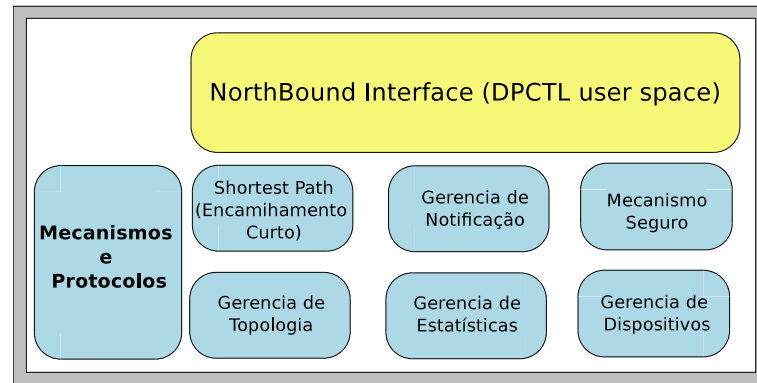 NorthBound Interface (DPCTL user space)
Mecanismos
e
Protocolos
Shortest Path
(Encamihamento
Curto)
Gerencia de
Notificação
Mecanismo
Seguro
Gerencia de
Topologia
Gerencia de
Estatísticas
Gerencia de
Dispositivos